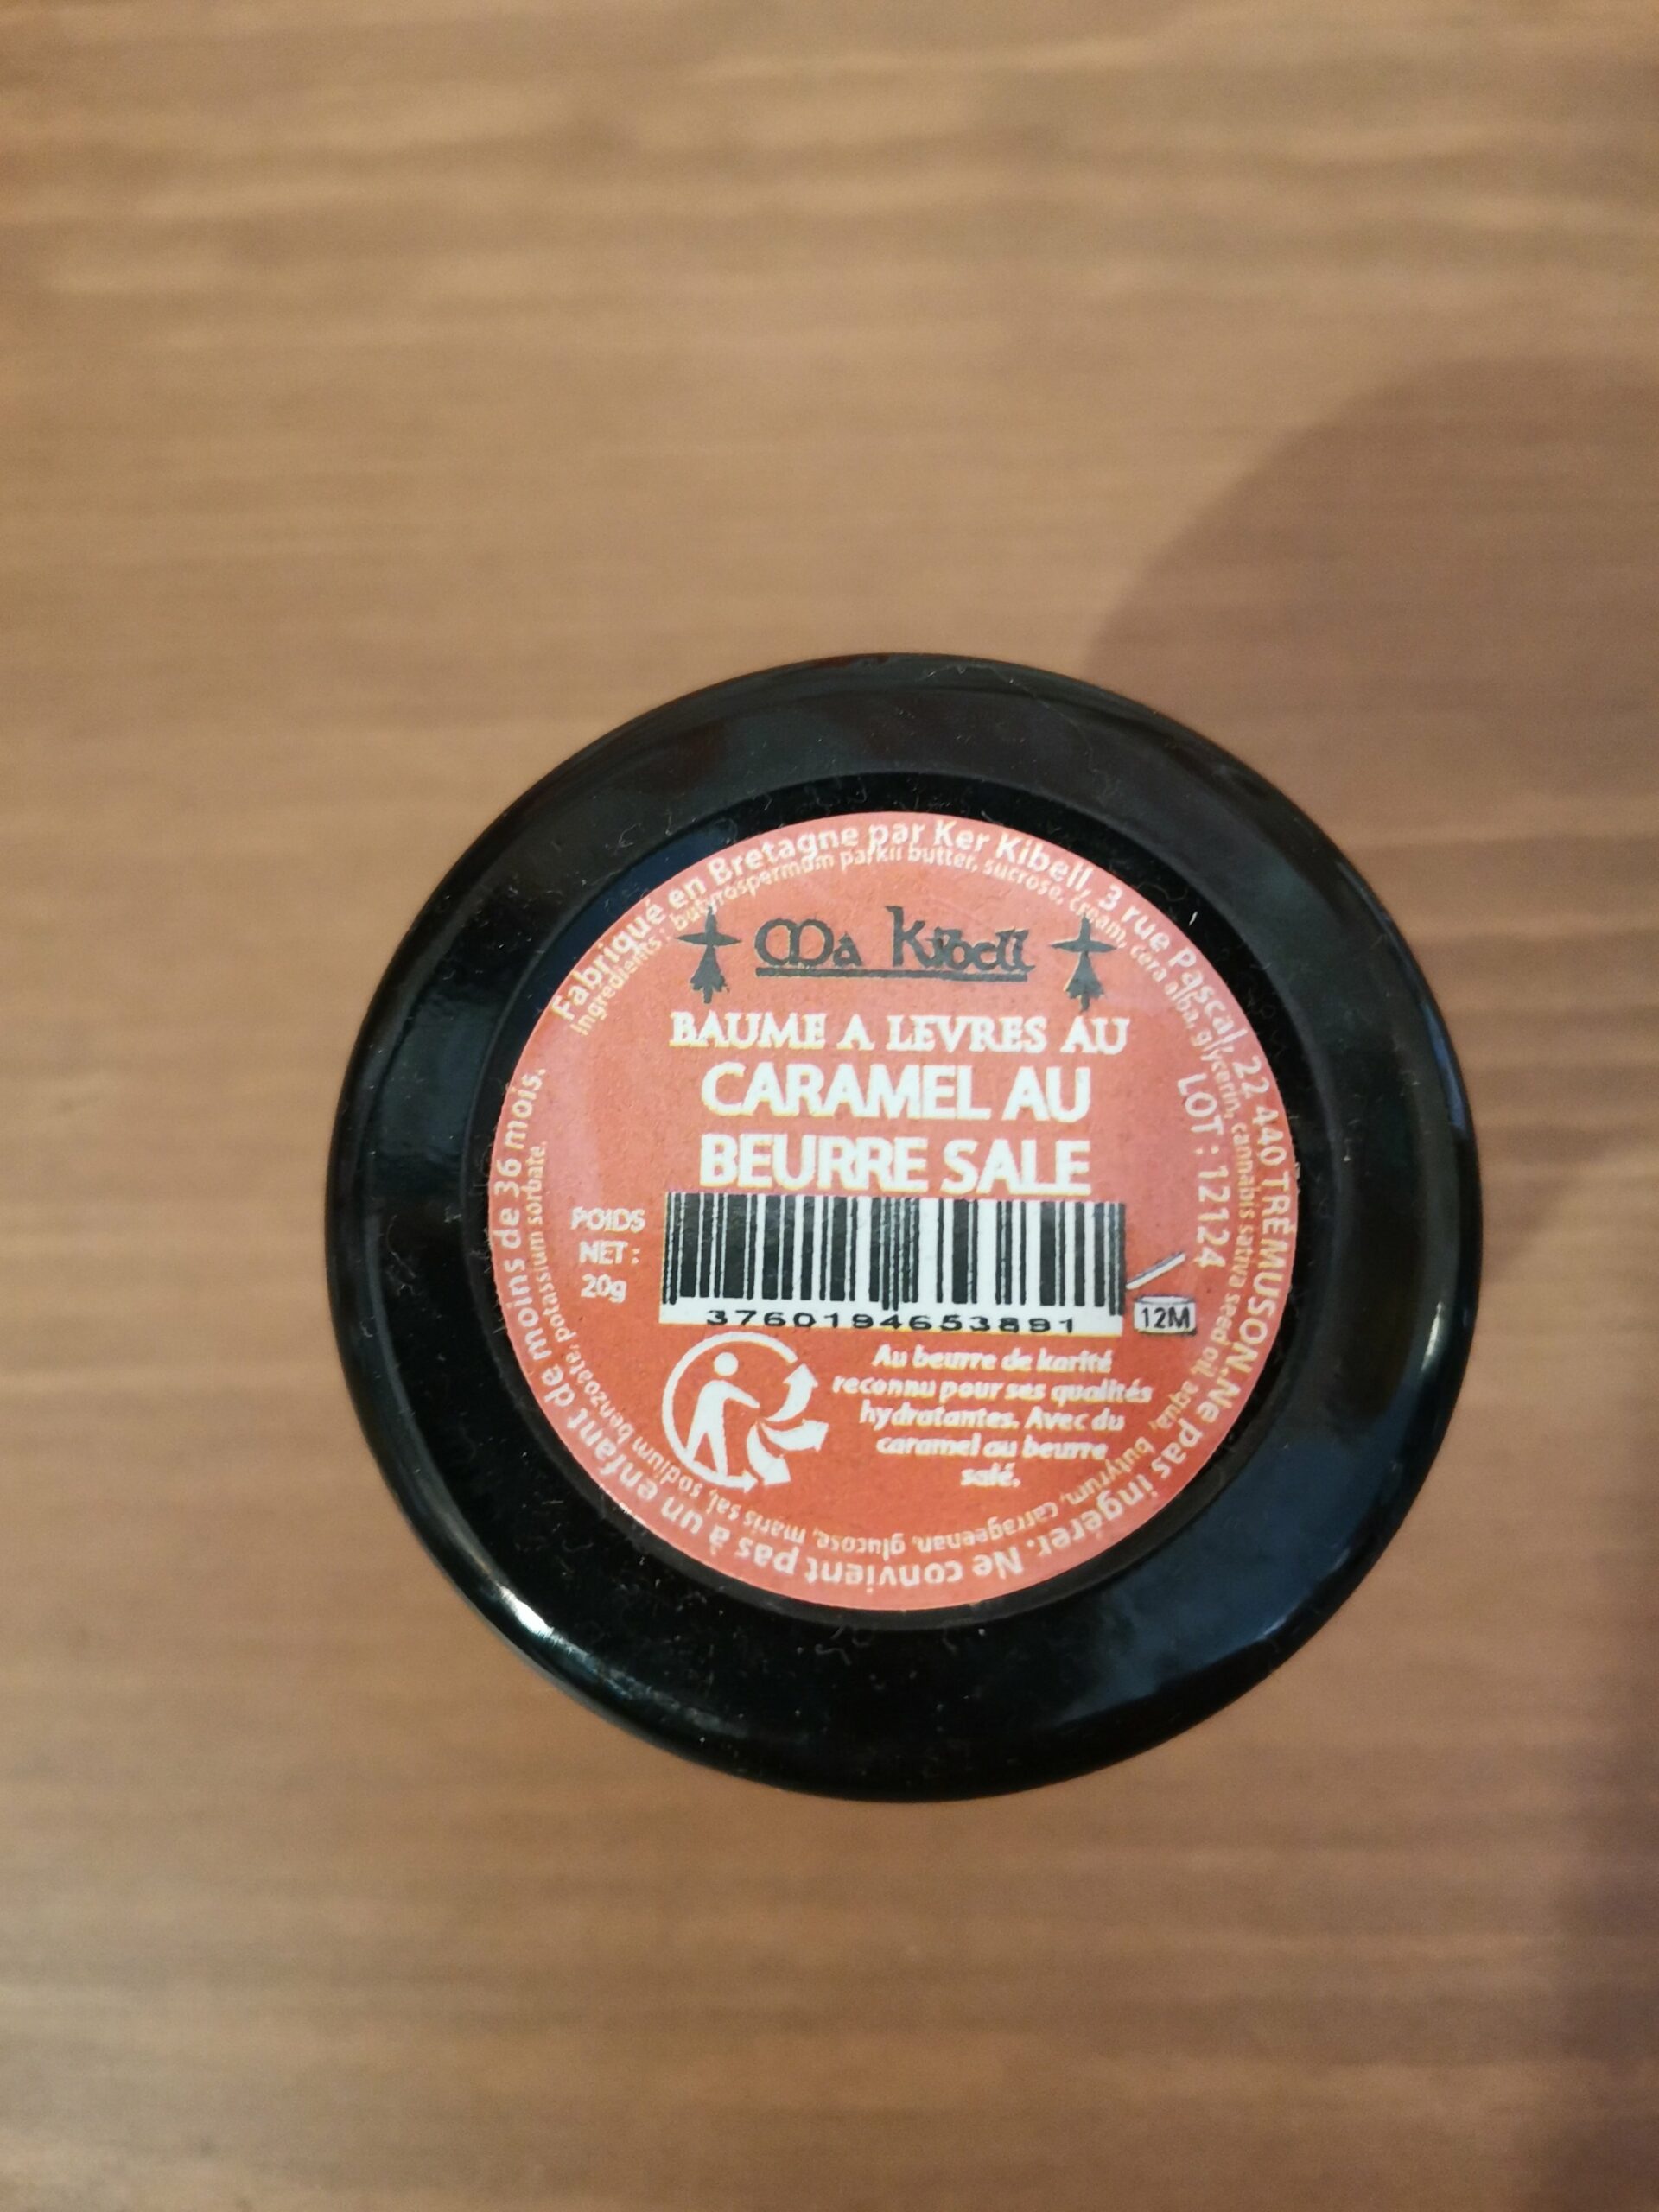 Fabriqué en Bretagne par Ker Kibell, 3 rue Pascal, 22 440 TRÉMUSON.Ne pas ingérer. Ne convient pas à un enfant de moins de 36 mois.
Ingredients : butyrospermum parkii butter, sucrose, cream, cera alba, glycerin, cannabis sativa seed oil, aqua, butyrum, carrageenan, glucose, maris sal, sodium benzoate, potassium sorbate.
Ma Kibell
BAUME A LEVRES AU
CARAMEL AU
BEURRE SALE
LOT : 12124
POIDS
NET :
20g
3760194653891
12M
Au beurre de karité
reconnu pour ses qualités
hydratantes. Avec du
caramel au beurre
salé.